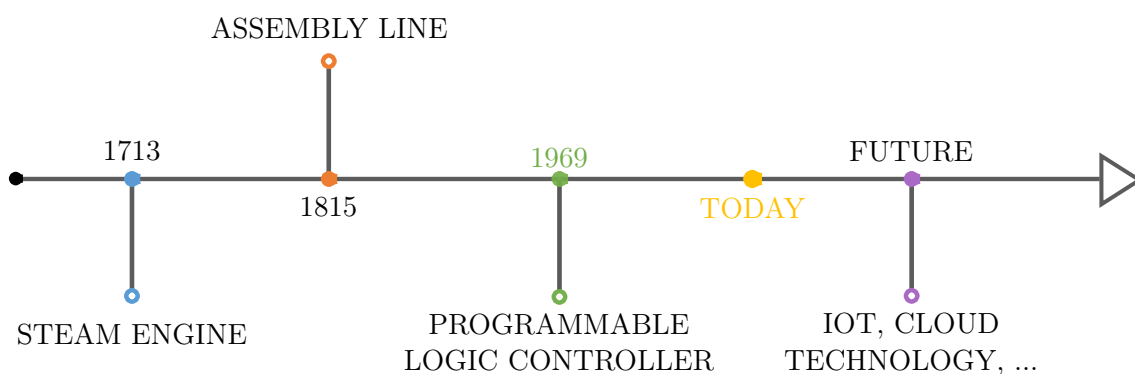 ASSEMBLY LINE
1713
1969
FUTURE
1815
TODAY
STEAM ENGINE
PROGRAMMABLE
LOGIC CONTROLLER
IOT, CLOUD
TECHNOLOGY, ...